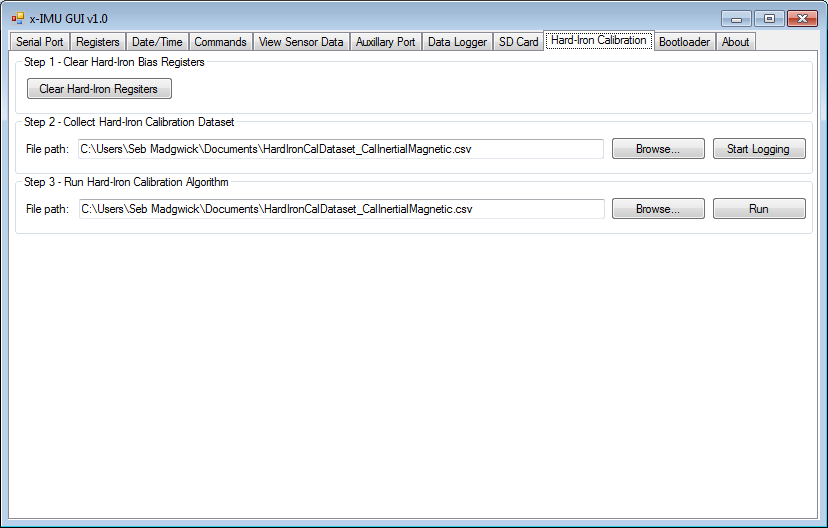 x-IMU GUI v1.0
Serial Port Registers Date/Time Commands View Sensor Data Auxillary Port Data Logger SD Card Hard-Iron Calibration Bootloader About
Step 1 - Clear Hard-Iron Bias Registers
Clear Hard-Iron Regsiters
Step 2 - Collect Hard-Iron Calibration Dataset
File path: C:\Users\Seb Madgwick\Documents\HardIronCalDataset_CalInertialMagnetic.csv Browse... Start Logging
Step 3 - Run Hard-Iron Calibration Algorithm
File path: C:\Users\Seb Madgwick\Documents\HardIronCalDataset_CalInertialMagnetic.csv Browse... Run